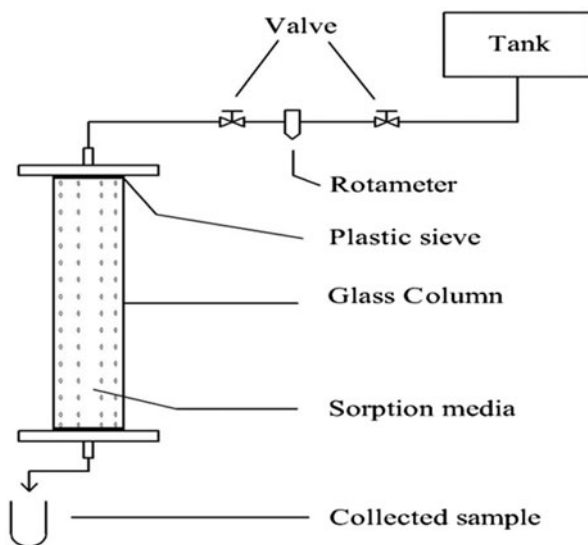 Valve
Tank
Rotameter
Plastic sieve
Glass Column
Sorption media
Collected sample